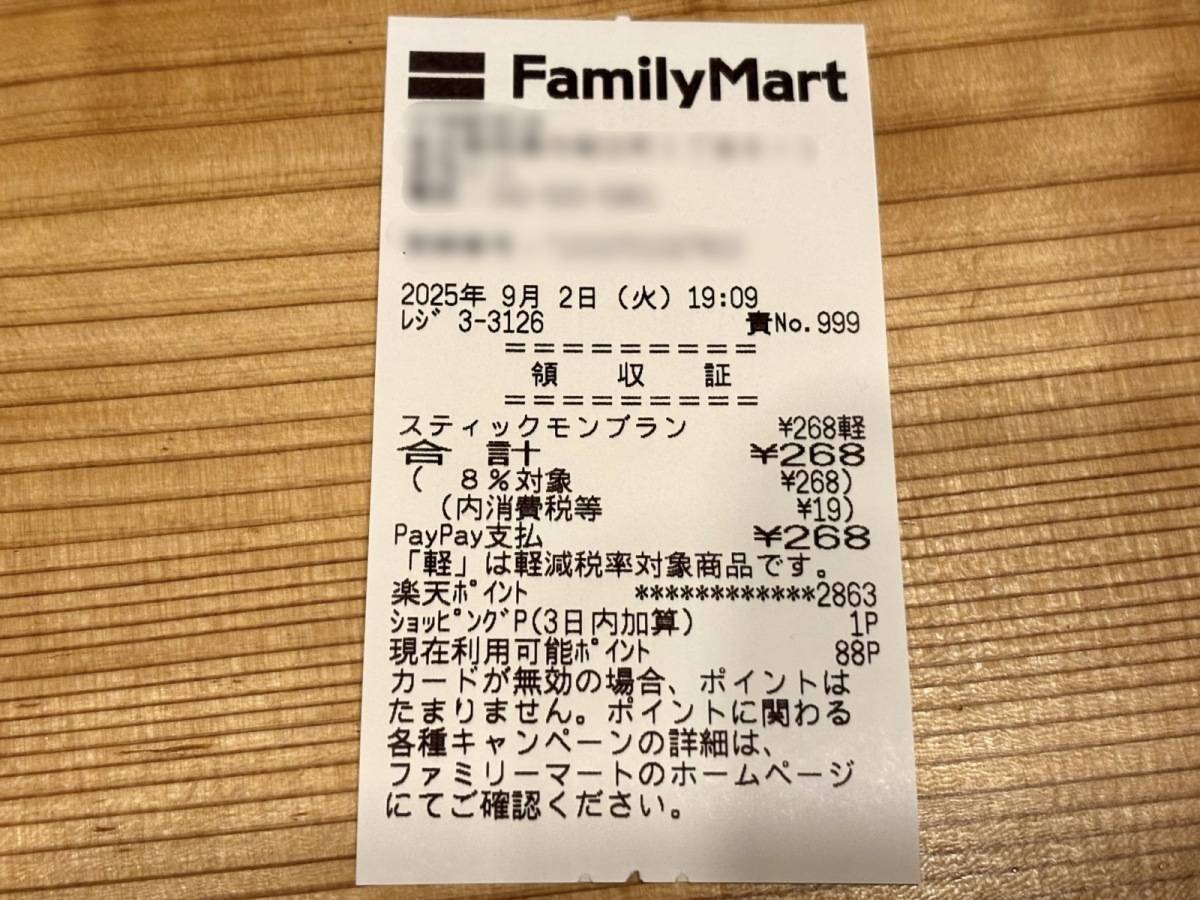 FamilyMart
2025年 9月 2日 (火) 19:09
ﾚｼﾞ 3-3126 責No.999
=========
領 収 証
=========
スティックモンブラン ¥268軽
合 計 ¥268
( 8%対象 ¥268)
(内消費税等 ¥19)
PayPay支払 ¥268
「軽」は軽減税率対象商品です。
楽天ﾎﾟｲﾝﾄ ************2863
ｼｮｯﾋﾟﾝｸﾞP(3日内加算) 1P
現在利用可能ﾎﾟｲﾝﾄ 88P
カードが無効の場合、ポイントは
たまりません。ポイントに関わる
各種キャンペーンの詳細は、
ファミリーマートのホームページ
にてご確認ください。